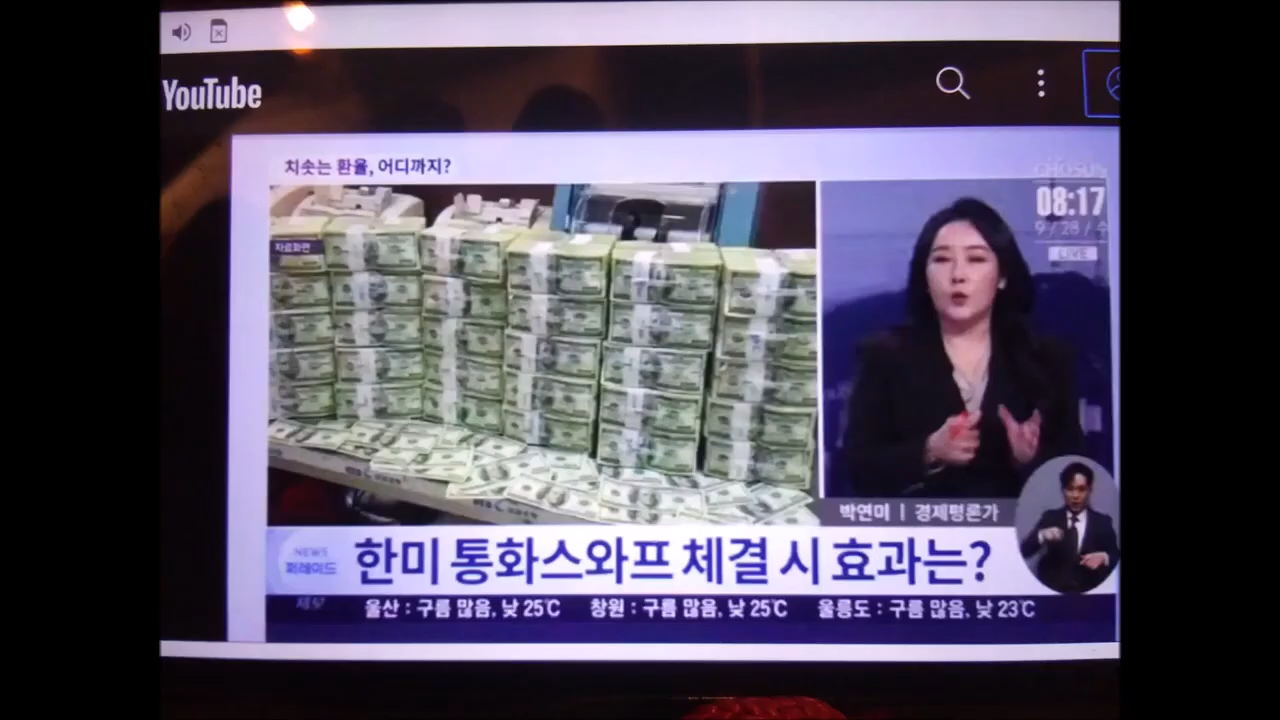 YouTube
치솟는 환율, 어디까지?
CHOSUN
08:17
9/28/수
LIVE
자료화면
박연미 | 경제평론가
NEWS
퍼레이드
한미 통화스와프 체결 시 효과는?
울산 : 구름 많음, 낮 25℃ 창원 : 구름 많음, 낮 25℃ 울릉도 : 구름 많음, 낮 23℃